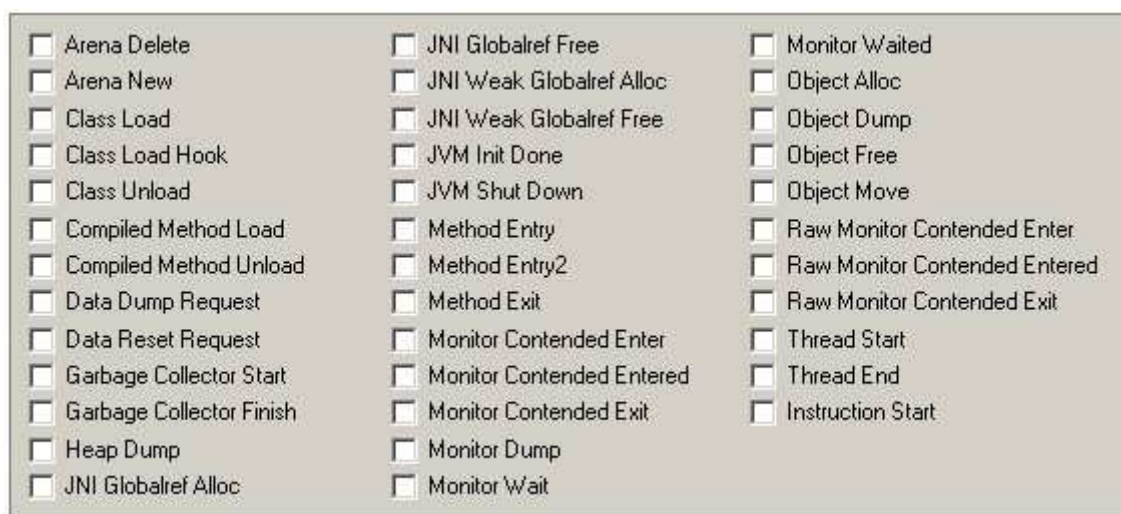 Arena Delete
Arena New
Class Load
Class Load Hook
Class Unload
Compiled Method Load
Compiled Method Unload
Data Dump Request
Data Reset Request
Garbage Collector Start
Garbage Collector Finish
Heap Dump
JNI Globalref Alloc
JNI Globalref Free
JNI Weak Globalref Alloc
JNI Weak Globalref Free
JVM Init Done
JVM Shut Down
Method Entry
Method Entry2
Method Exit
Monitor Contended Enter
Monitor Contended Entered
Monitor Contended Exit
Monitor Dump
Monitor Wait
Monitor Waited
Object Alloc
Object Dump
Object Free
Object Move
Raw Monitor Contended Enter
Raw Monitor Contended Entered
Raw Monitor Contended Exit
Thread Start
Thread End
Instruction Start